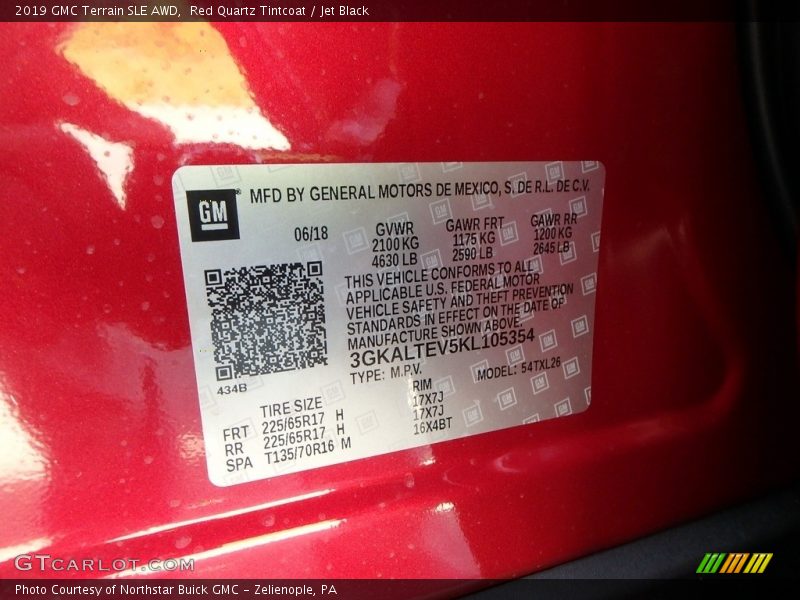 2019 GMC Terrain SLE AWD, Red Quartz Tintcoat / Jet Black
GM
MFD BY GENERAL MOTORS DE MEXICO, S. DE R.L. DE C.V.
06/18
GVWR GAWR FRT GAWR RR
2100 KG 1175 KG 1200 KG
4630 LB 2590 LB 2645 LB
THIS VEHICLE CONFORMS TO ALL
APPLICABLE U.S. FEDERAL MOTOR
VEHICLE SAFETY AND THEFT PREVENTION
STANDARDS IN EFFECT ON THE DATE OF
MANUFACTURE SHOWN ABOVE.
3GKALTEV5KL105354
TYPE: M.P.V. MODEL: 54TXL26
434B
TIRE SIZE RIM
FRT 225/65R17 H 17X7J
RR 225/65R17 H 17X7J
SPA T135/70R16 M 16X4BT
GTCARLOT.COM
Photo Courtesy of Northstar Buick GMC - Zelienople, PA